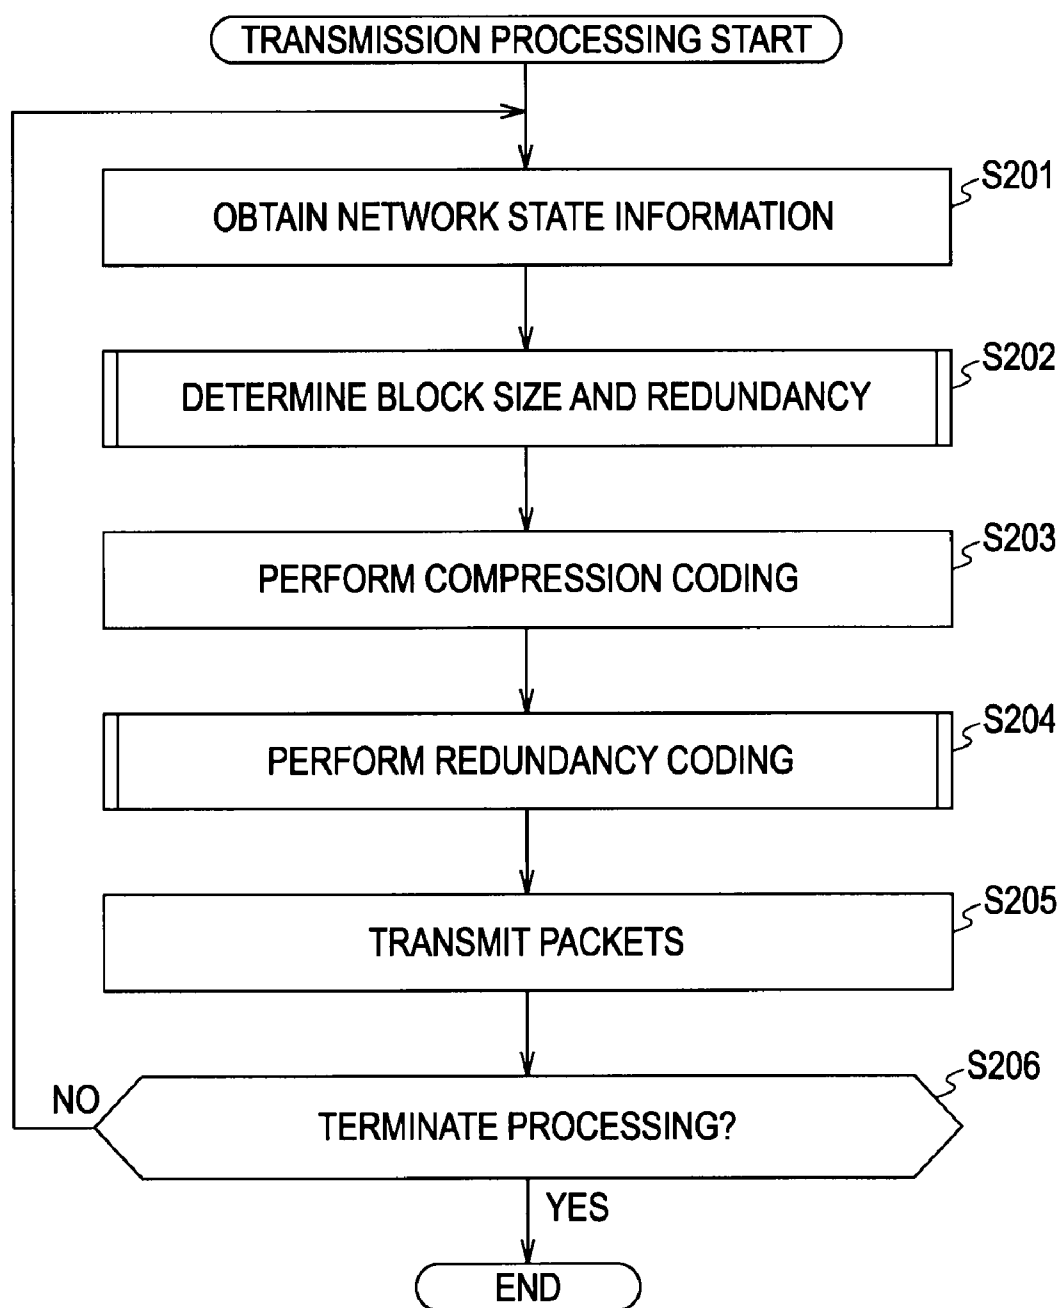 TRANSMISSION PROCESSING START
S201
OBTAIN NETWORK STATE INFORMATION
S202
DETERMINE BLOCK SIZE AND REDUNDANCY
S203
PERFORM COMPRESSION CODING
S204
PERFORM REDUNDANCY CODING
S205
TRANSMIT PACKETS
S206
NO
TERMINATE PROCESSING?
YES
END